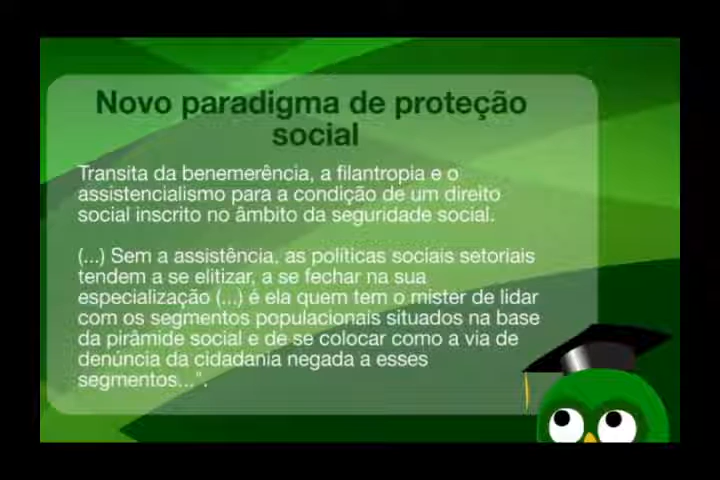 Novo paradigma de proteção
social
Transita da benemerência, a filantropia e o
assistencialismo para a condição de um direito
social inscrito no âmbito da seguridade social.
(...) Sem a assistência, as políticas sociais setoriais
tendem a se elitizar, a se fechar na sua
especialização (...) é ela quem tem o mister de lidar
com os segmentos populacionais situados na base
da pirâmide social e de se colocar como a via de
denúncia da cidadania negada a esses
segmentos...".